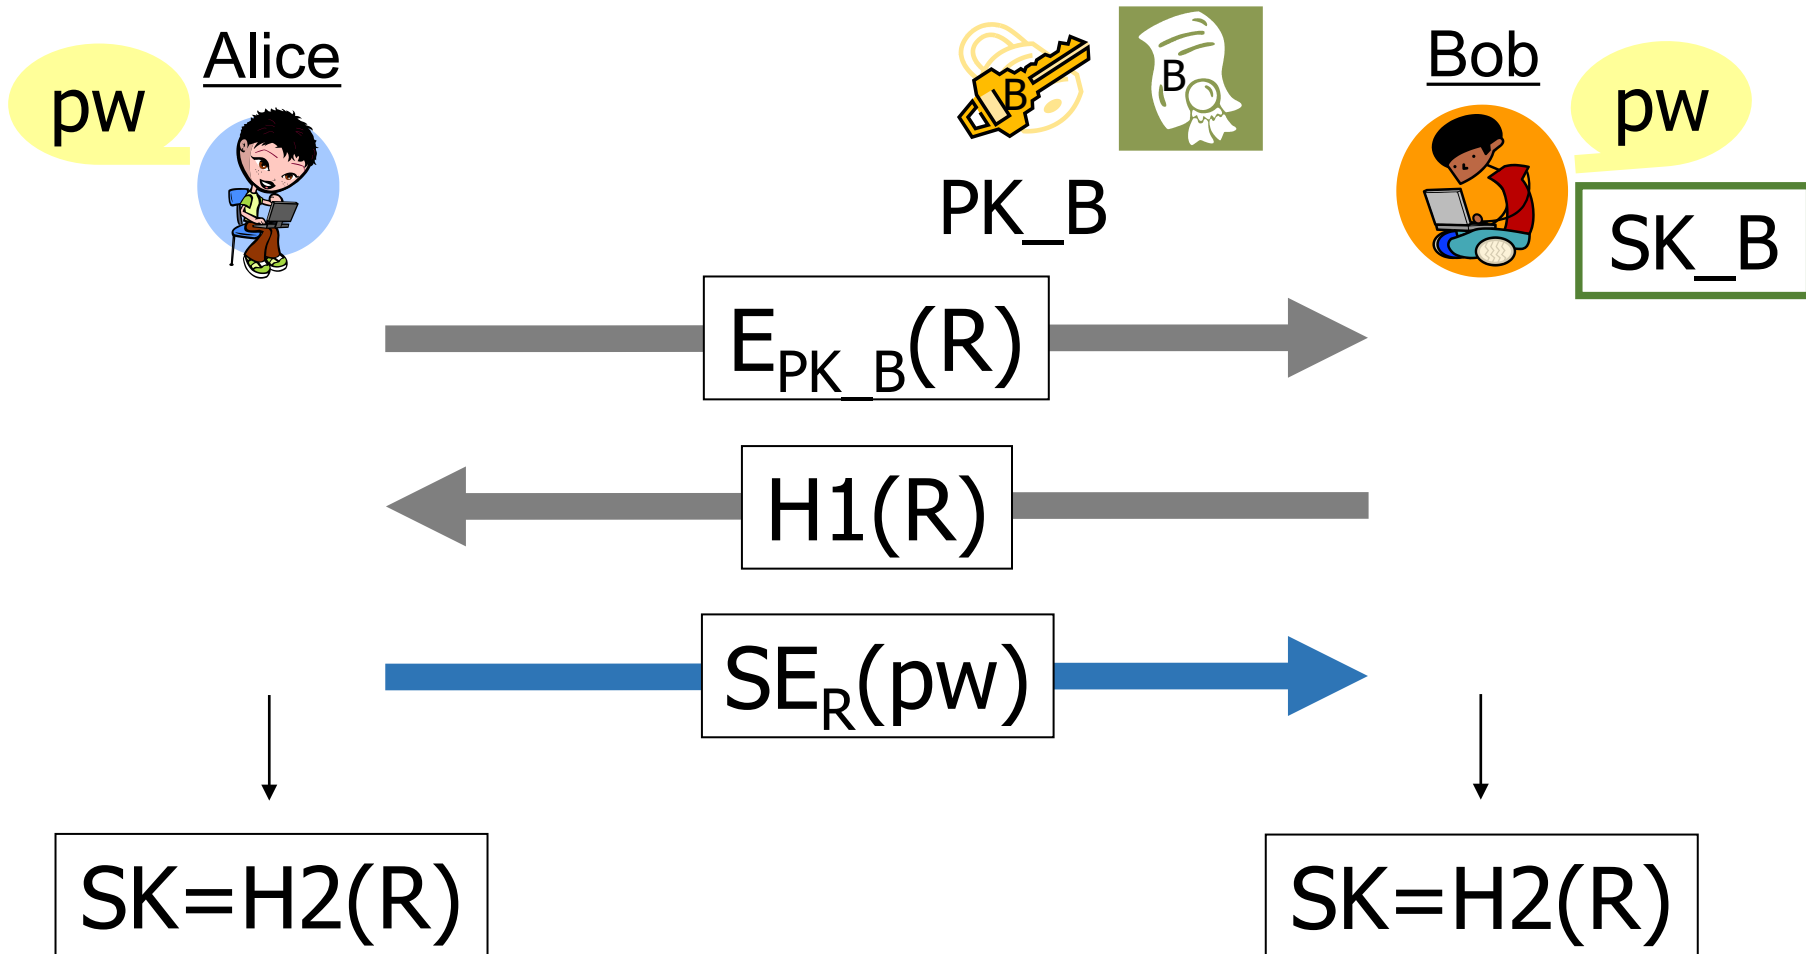 pw
Alice
B
B
Bob
pw
PK_B
SK_B
E_PK_B(R)
H1(R)
SE_R(pw)
SK=H2(R)
SK=H2(R)